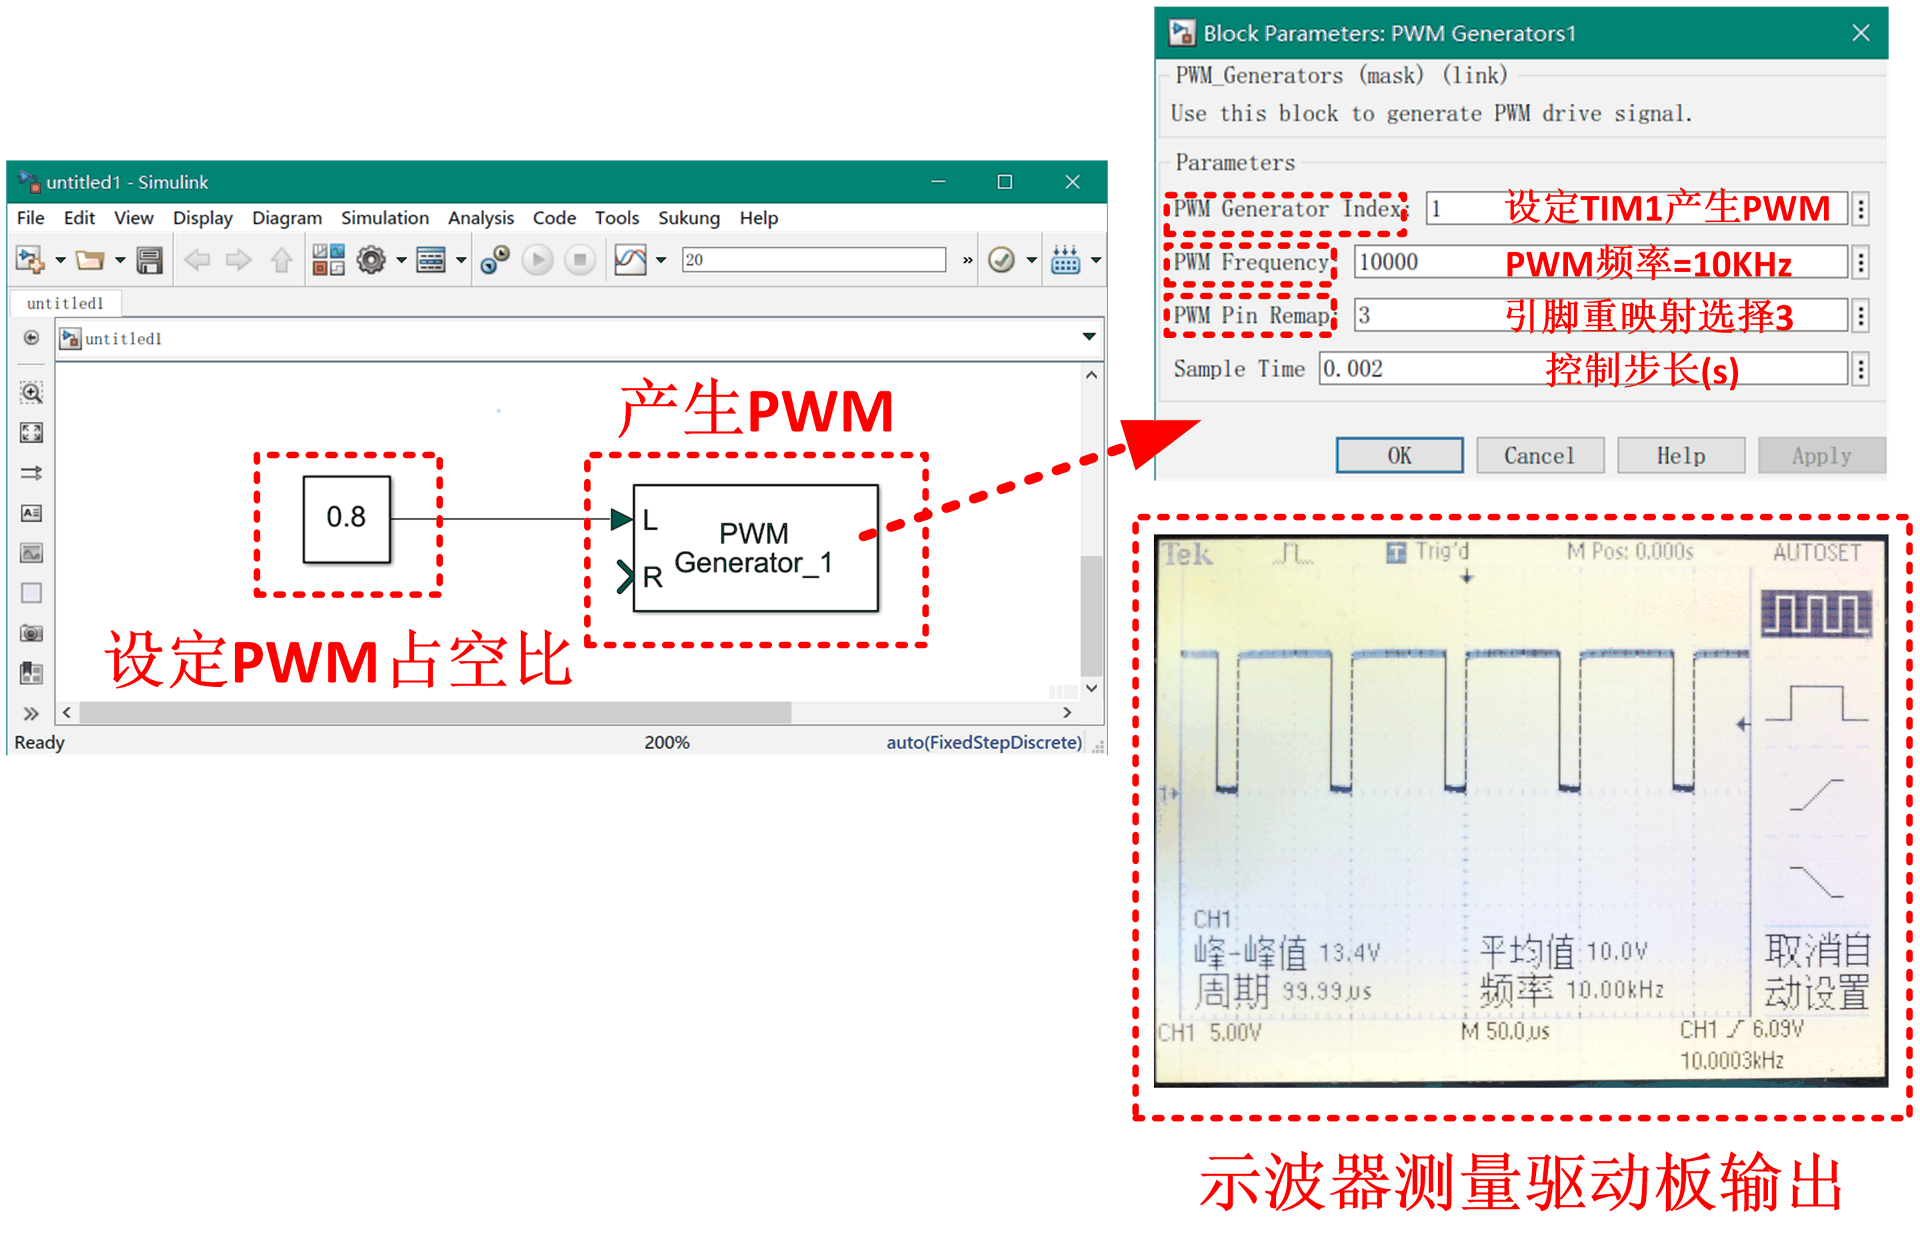 untitled1 - Simulink
File Edit View Display Diagram Simulation Analysis Code Tools Sukung Help
20 »
untitled1
untitled1
产生PWM
0.8
L
R
PWM
Generator_1
设定PWM占空比
Ready 200% auto(FixedStepDiscrete)
Block Parameters: PWM Generators1
PWM_Generators (mask) (link)
Use this block to generate PWM drive signal.
Parameters
PWM Generator Index: 1 设定TIM1产生PWM
PWM Frequency: 10000 PWM频率=10KHz
PWM Pin Remap: 3 引脚重映射选择3
Sample Time 0.002 控制步长(s)
OK Cancel Help Apply
Tek T Trig'd M Pos: 0.000s AUTOSET
1
CH1
峰-峰值 13.4V 平均值 10.0V
周期 99.99µs 频率 10.00kHz
取消自
动设置
CH1 5.00V M 50.0µs CH1 6.09V
10.0003kHz
示波器测量驱动板输出